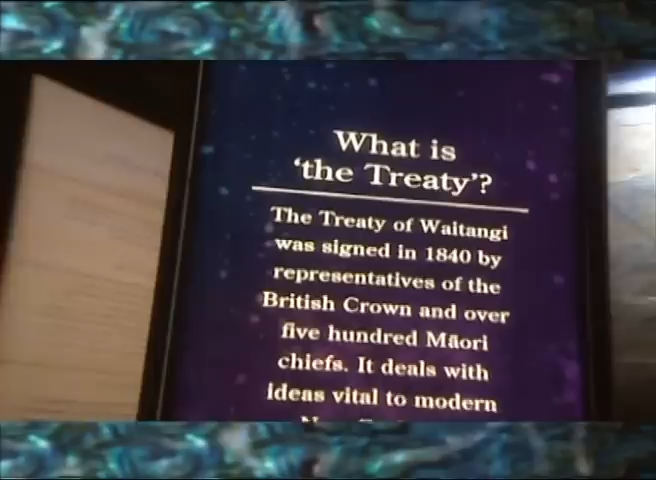 What is
‘the Treaty’?
The Treaty of Waitangi
was signed in 1840 by
representatives of the
British Crown and over
five hundred Māori
chiefs. It deals with
ideas vital to modern